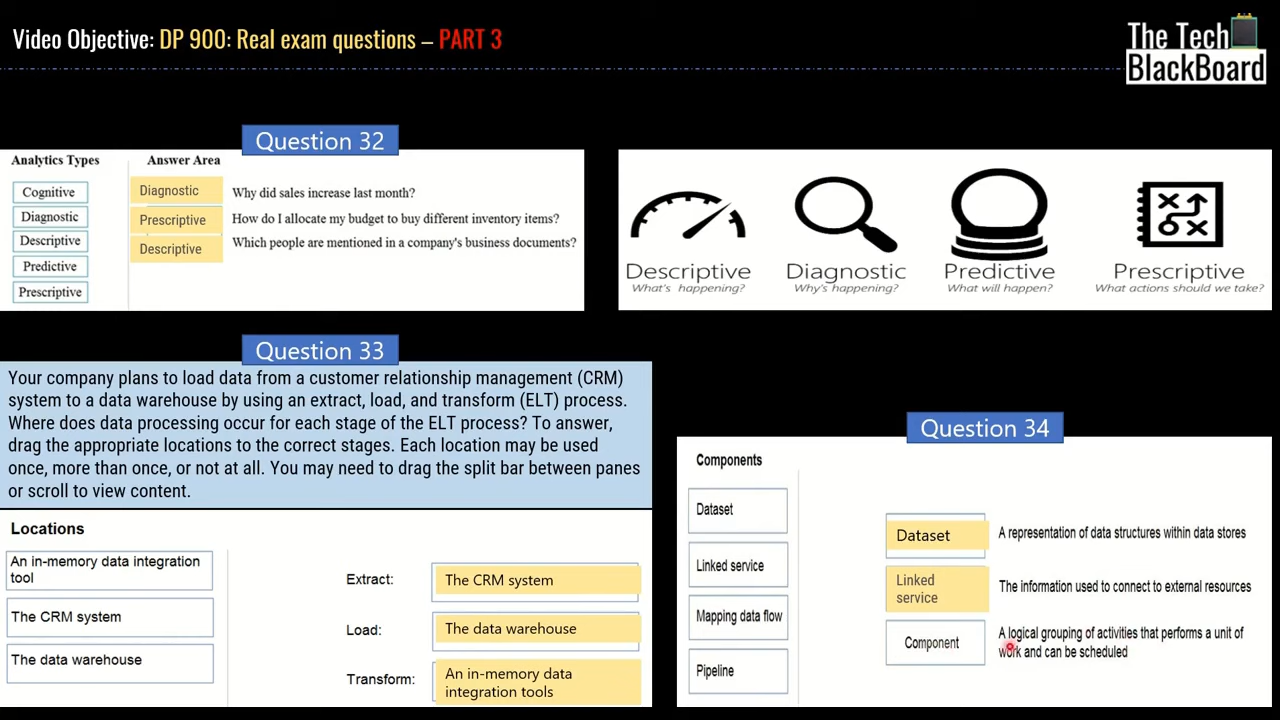 Video Objective: DP 900: Real exam questions – PART 3
The Tech
BlackBoard
Question 32
Analytics Types
Answer Area
Cognitive
Diagnostic
Descriptive
Predictive
Prescriptive
Diagnostic
Why did sales increase last month?
Prescriptive
How do I allocate my budget to buy different inventory items?
Descriptive
Which people are mentioned in a company's business documents?
Descriptive
What's happening?
Diagnostic
Why's happening?
Predictive
What will happen?
Prescriptive
What actions should we take?
Question 33
Your company plans to load data from a customer relationship management (CRM)
system to a data warehouse by using an extract, load, and transform (ELT) process.
Where does data processing occur for each stage of the ELT process? To answer,
drag the appropriate locations to the correct stages. Each location may be used
once, more than once, or not at all. You may need to drag the split bar between panes
or scroll to view content.
Locations
An in-memory data integration
tool
The CRM system
The data warehouse
Extract:
The CRM system
Load:
The data warehouse
Transform:
An in-memory data
integration tools
Question 34
Components
Dataset
Linked service
Mapping data flow
Pipeline
Dataset
A representation of data structures within data stores
Linked
service
The information used to connect to external resources
Component
A logical grouping of activities that performs a unit of
work and can be scheduled